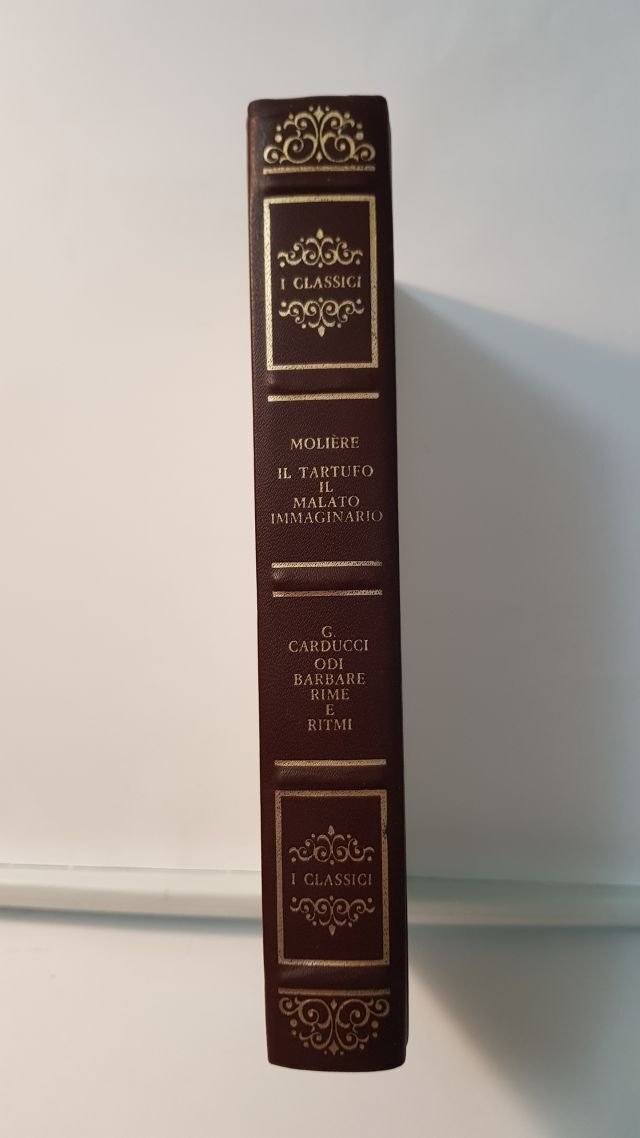 I CLASSICI
MOLIÈRE
IL TARTUFO
IL
MALATO
IMMAGINARIO
G.
CARDUCCI
ODI
BARBARE
RIME
E
RITMI
I CLASSICI